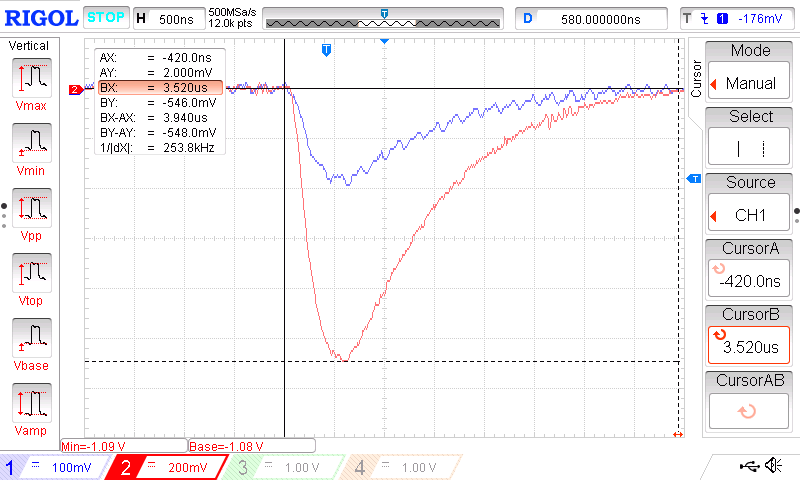 RIGOL STOP H 500ns 500MSa/s 12.0k pts T D 580.000000ns T 1 -176mV
Vertical
Vmax
Vmin
Vpp
Vtop
Vbase
Vamp
T
2
AX: = -420.0ns
AY: = 2.000mV
BX: = 3.520us
BY: = -546.0mV
BX-AX: = 3.940us
BY-AY: = -548.0mV
1/|dX|: = 253.8kHz
T
Min=-1.09 V Base=-1.08 V
Cursor
Mode
Manual
Select
Source
CH1
CursorA
-420.0ns
CursorB
3.520us
CursorAB
1 = 100mV 2 = 200mV 3 = 1.00 V 4 = 1.00 V